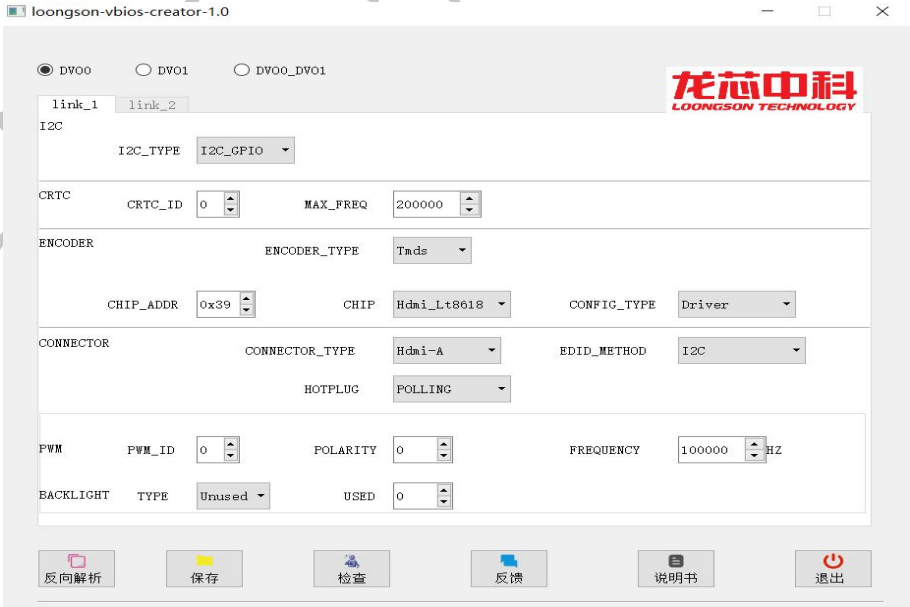 loongson-vbios-creator-1.0
DVO0 DVO1 DVO0_DVO1
龙芯中科
LOONGSON TECHNOLOGY
link_1 link_2
I2C
I2C_TYPE I2C_GPIO
CRTC
CRTC_ID 0 MAX_FREQ 200000
ENCODER
ENCODER_TYPE Tmds
CHIP_ADDR 0x39 CHIP Hdmi_Lt8618 CONFIG_TYPE Driver
CONNECTOR
CONNECTOR_TYPE Hdmi-A EDID_METHOD I2C
HOTPLUG POLLING
PWM PWM_ID 0 POLARITY 0 FREQUENCY 100000 HZ
BACKLIGHT TYPE Unused USED 0
反向解析 保存 检查 反馈 说明书 退出